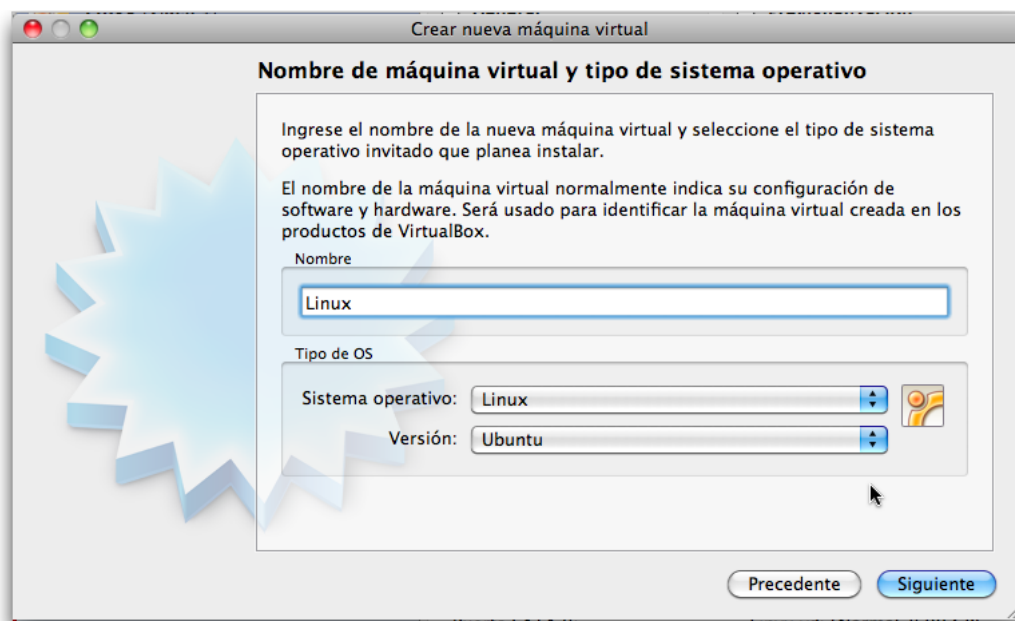 Crear nueva máquina virtual
Nombre de máquina virtual y tipo de sistema operativo
Ingrese el nombre de la nueva máquina virtual y seleccione el tipo de sistema
operativo invitado que planea instalar.
El nombre de la máquina virtual normalmente indica su configuración de
software y hardware. Será usado para identificar la máquina virtual creada en los
productos de VirtualBox.
Nombre
Linux
Tipo de OS
Sistema operativo: Linux
Versión: Ubuntu
Precedente Siguiente